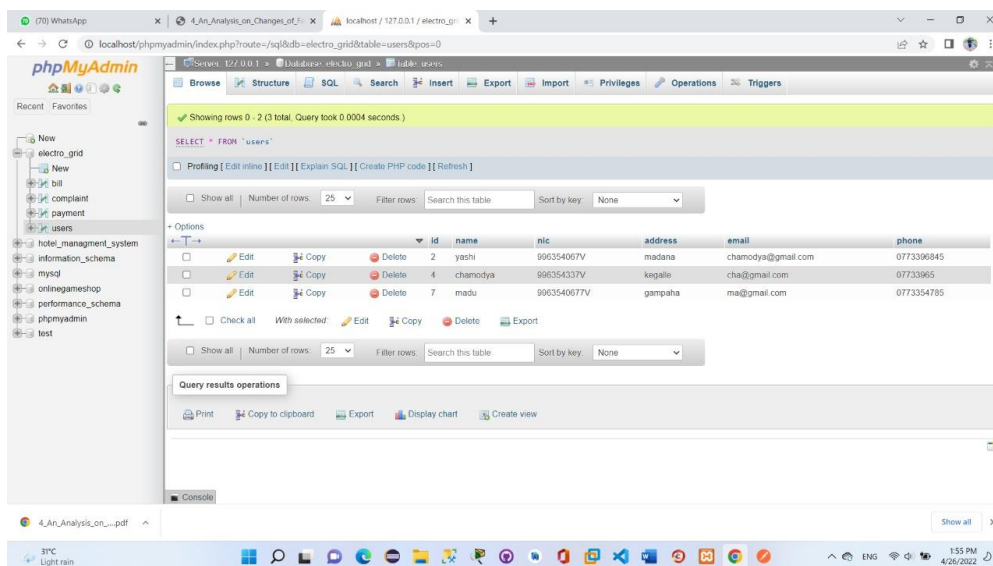 (70) WhatsApp
4_An_Analysis_on_Changes_of_
localhost / 127.0.0.1 / electro_gri
localhost/phpmyadmin/index.php?route=/sql&db=electro_grid&table=users&pos=0
phpMyAdmin
Recent Favorites
New
electro_grid
New
bill
complaint
payment
users
hotel_managment_system
information_schema
mysql
onlinegameshop
performance_schema
phpmyadmin
test
Server: 127.0.0.1 » Database: electro_grid » Table: users
Browse Structure SQL Search Insert Export Import Privileges Operations Triggers
Showing rows 0 - 2 (3 total, Query took 0.0004 seconds.)
SELECT * FROM `users`
Profiling [ Edit inline ] [ Edit ] [ Explain SQL ] [ Create PHP code ] [ Refresh ]
Show all | Number of rows: 25 Filter rows: Search this table Sort by key: None
+ Options
id name nic address email phone
Edit Copy Delete 2 yashi 996354067V madana chamodya@gmail.com 0773396845
Edit Copy Delete 4 chamodya 996354337V kegalle cha@gmail.com 07733965
Edit Copy Delete 7 madu 9963540677V gampaha ma@gmail.com 0773354785
Check all With selected: Edit Copy Delete Export
Show all | Number of rows: 25 Filter rows: Search this table Sort by key: None
Query results operations
Print Copy to clipboard Export Display chart Create view
Console
4_An_Analysis_on_....pdf
Show all
31°C
Light rain
ENG
1:55 PM
4/26/2022